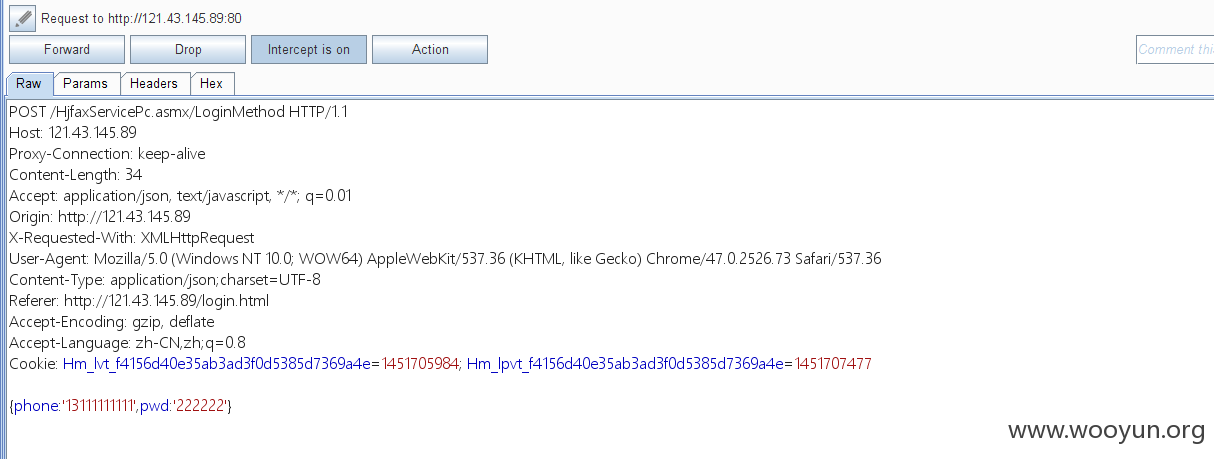 Request to http://121.43.145.89:80
Forward Drop Intercept is on Action Comment thi
Raw Params Headers Hex
POST /HjfaxServicePc.asmx/LoginMethod HTTP/1.1
Host: 121.43.145.89
Proxy-Connection: keep-alive
Content-Length: 34
Accept: application/json, text/javascript, */*; q=0.01
Origin: http://121.43.145.89
X-Requested-With: XMLHttpRequest
User-Agent: Mozilla/5.0 (Windows NT 10.0; WOW64) AppleWebKit/537.36 (KHTML, like Gecko) Chrome/47.0.2526.73 Safari/537.36
Content-Type: application/json;charset=UTF-8
Referer: http://121.43.145.89/login.html
Accept-Encoding: gzip, deflate
Accept-Language: zh-CN,zh;q=0.8
Cookie: Hm_lvt_f4156d40e35ab3ad3f0d5385d7369a4e=1451705984; Hm_lpvt_f4156d40e35ab3ad3f0d5385d7369a4e=1451707477
{phone:'13111111111',pwd:'222222'}
www.wooyun.org